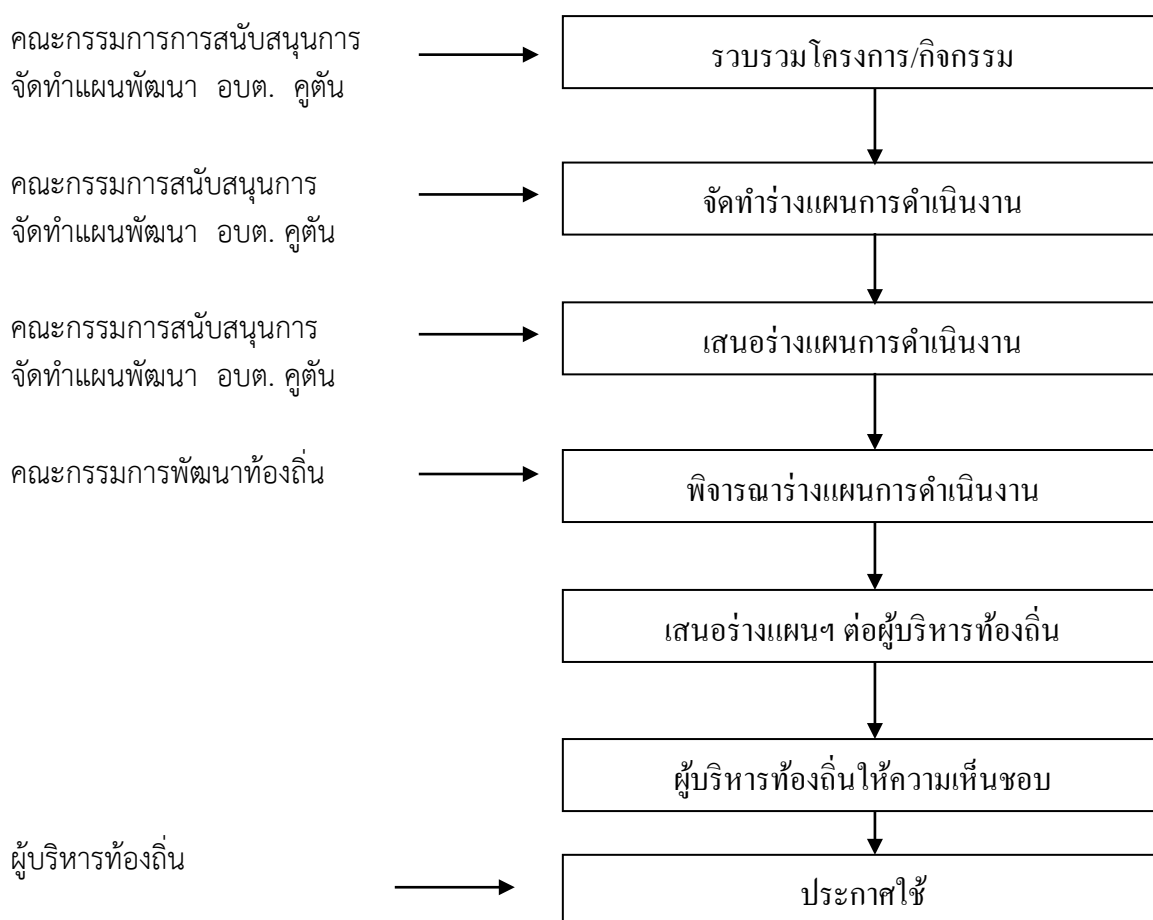 คณะกรรมการการสนับสนุนการ
จัดทำแผนพัฒนา อบต. คูตัน
รวบรวมโครงการ/กิจกรรม
คณะกรรมการสนับสนุนการ
จัดทำแผนพัฒนา อบต. คูตัน
จัดทำร่างแผนการดำเนินงาน
คณะกรรมการสนับสนุนการ
จัดทำแผนพัฒนา อบต. คูตัน
เสนอร่างแผนการดำเนินงาน
คณะกรรมการพัฒนาท้องถิ่น
พิจารณาร่างแผนการดำเนินงาน
เสนอร่างแผนฯ ต่อผู้บริหารท้องถิ่น
ผู้บริหารท้องถิ่นให้ความเห็นชอบ
ผู้บริหารท้องถิ่น
ประกาศใช้